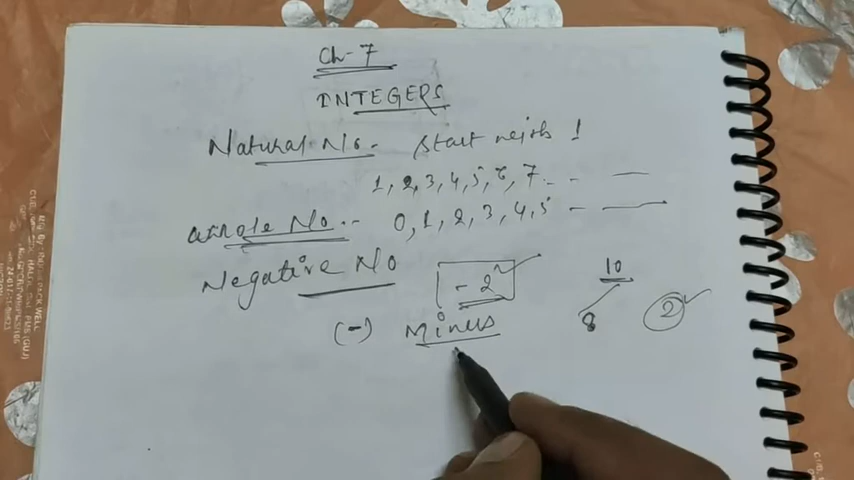 Ch-7
INTEGERS
Natural No. start with 1
1, 2, 3, 4, 5, 6, 7 - - —
Whole No. - 0, 1, 2, 3, 4, 5 - —
Negative No - 2 10
(-) Minus 8 2